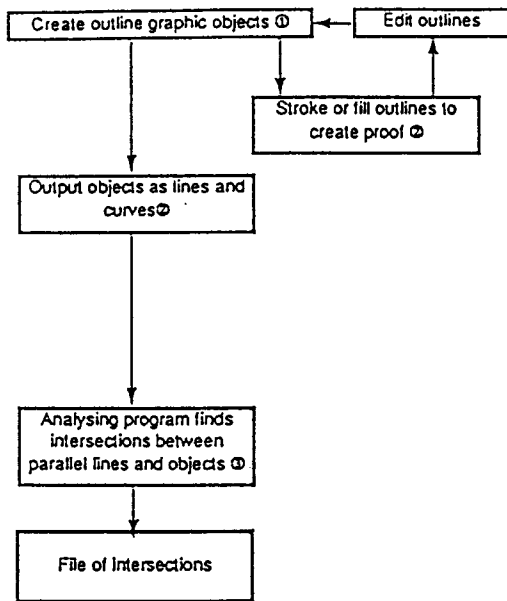 Create outline graphic objects ①
Edit outlines
Stroke or fill outlines to
create proof ②
Output objects as lines and
curves②
Analysing program finds
intersections between
parallel lines and objects ③
File of Intersections